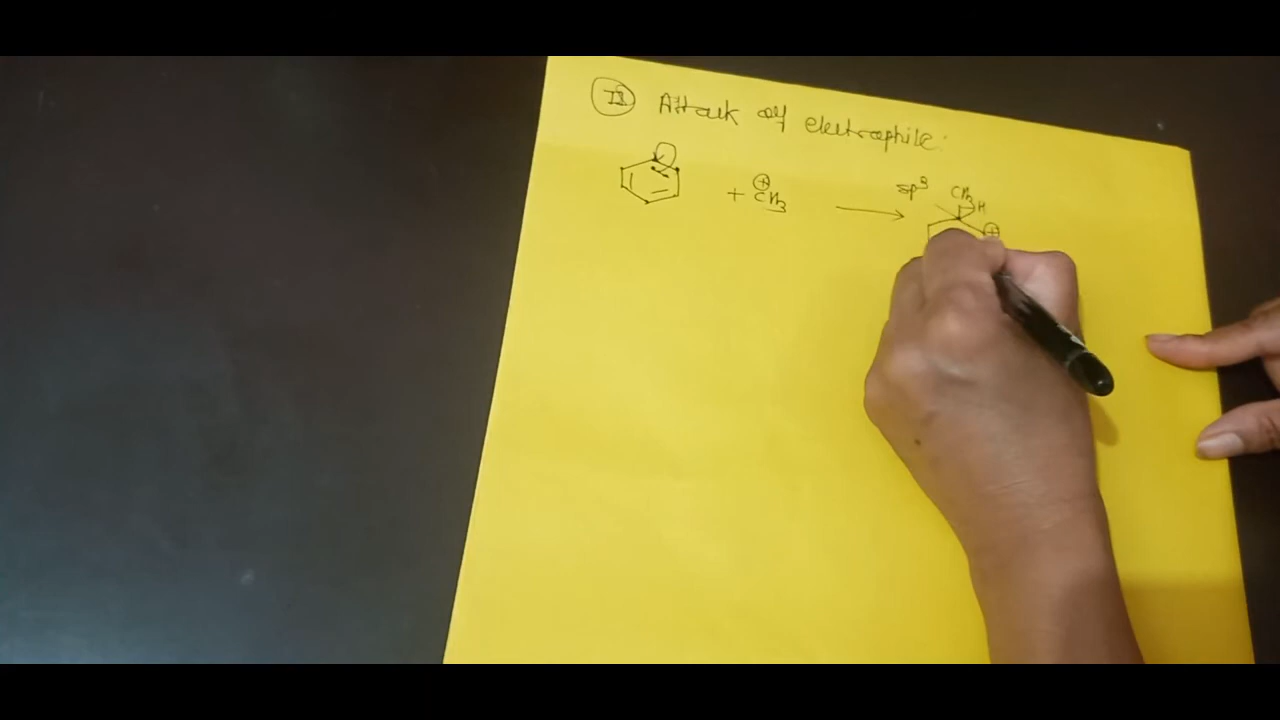 II Attack of electrophile:
+ ⊕CH3 → sp3 CH3 H ⊕